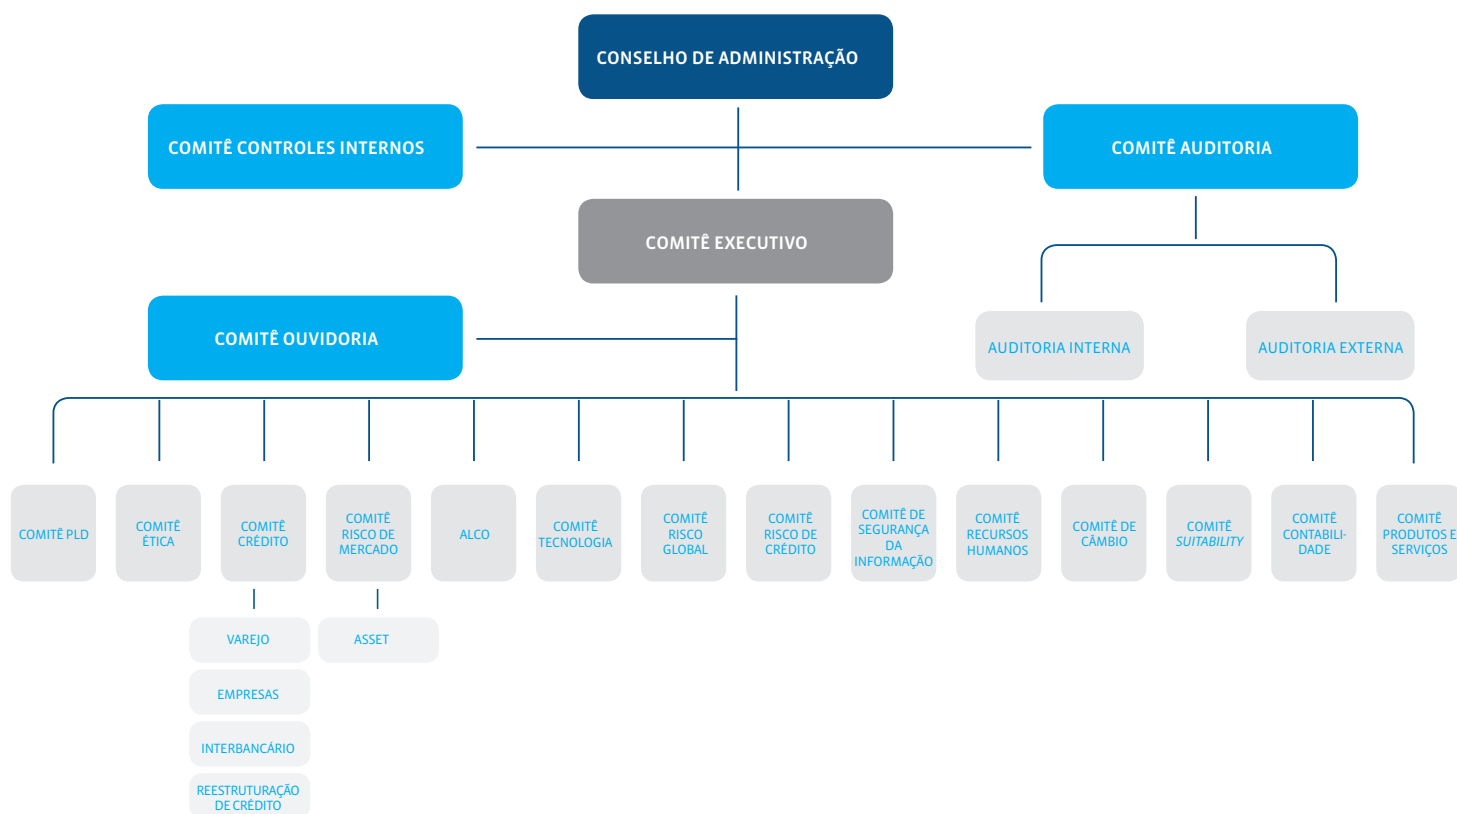 CONSELHO DE ADMINISTRAÇÃO
COMITÊ CONTROLES INTERNOS
COMITÊ AUDITORIA
COMITÊ EXECUTIVO
COMITÊ OUVIDORIA
AUDITORIA INTERNA
AUDITORIA EXTERNA
COMITÊ PLD
COMITÊ
ÉTICA
COMITÊ
CRÉDITO
COMITÊ
RISCO DE
MERCADO
ALCO
COMITÊ
TECNOLOGIA
COMITÊ
RISCO
GLOBAL
COMITÊ
RISCO DE
CRÉDITO
COMITÊ DE
SEGURANÇA
DA
INFORMAÇÃO
COMITÊ
RECURSOS
HUMANOS
COMITÊ DE
CÂMBIO
COMITÊ
SUITABILITY
COMITÊ
CONTABILI-
DADE
COMITÊ
PRODUTOS E
SERVIÇOS
VAREJO
ASSET
EMPRESAS
INTERBANCÁRIO
REESTRUTURAÇÃO
DE CRÉDITO